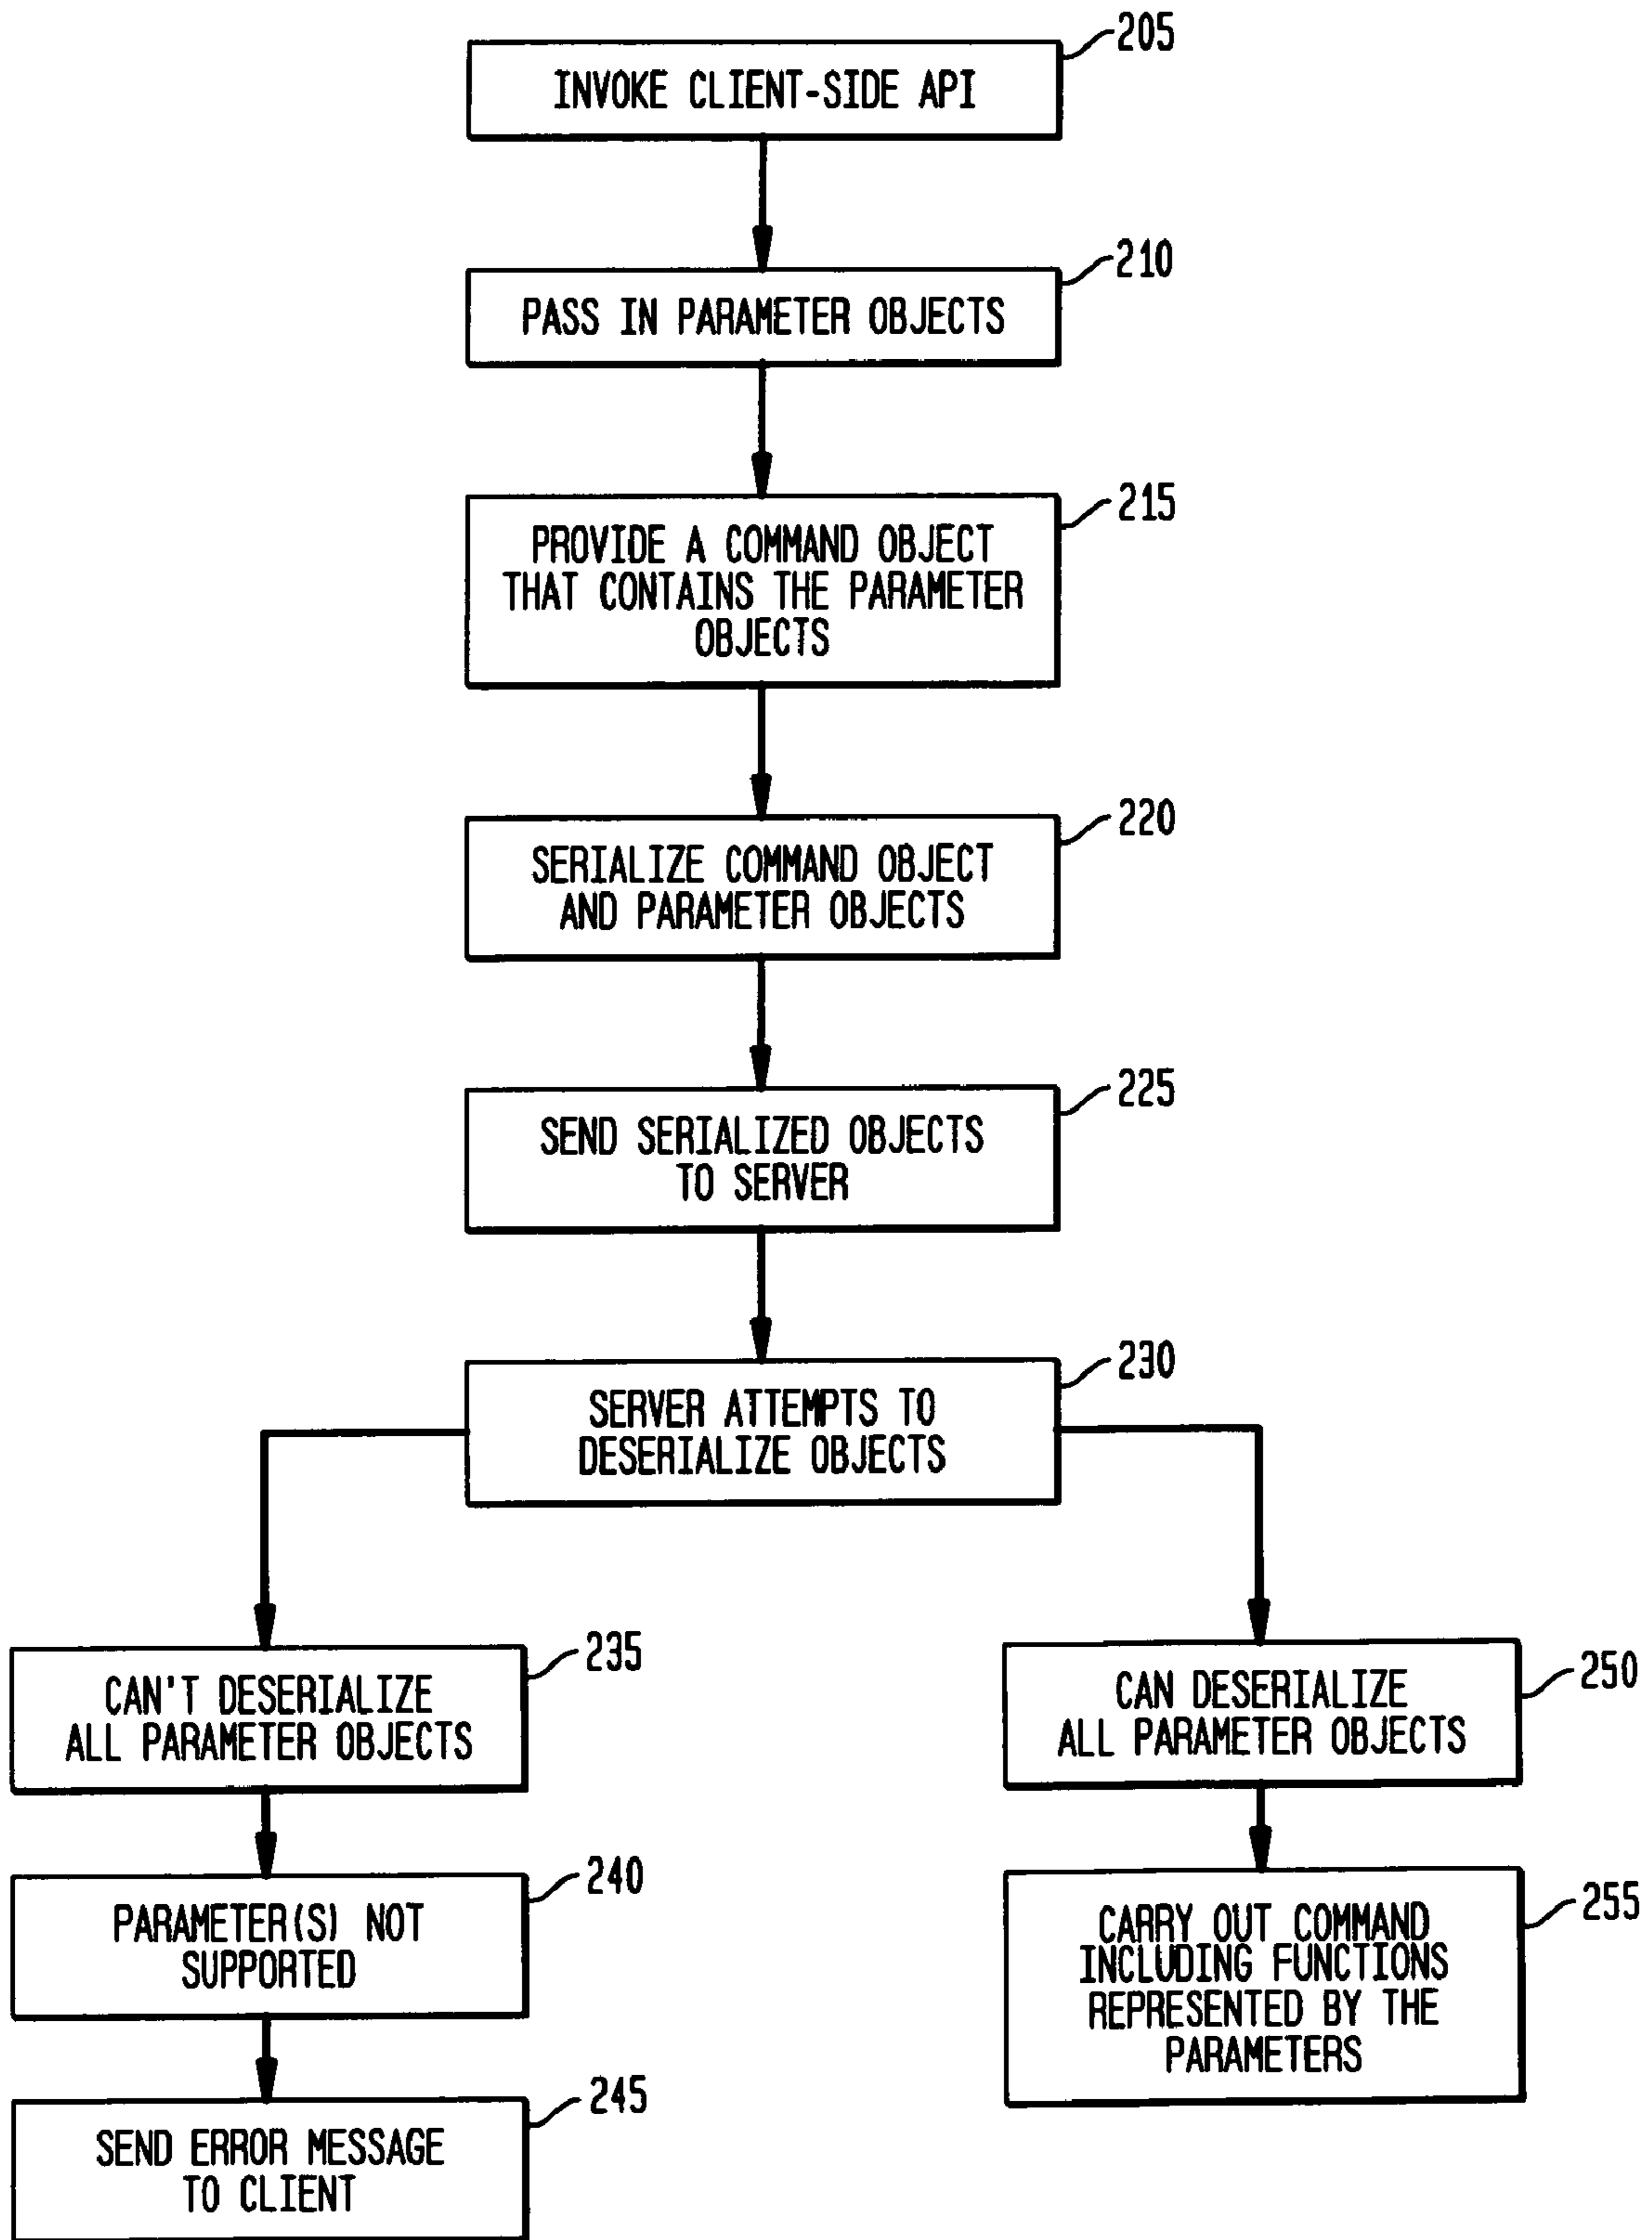 205
INVOKE CLIENT-SIDE API
210
PASS IN PARAMETER OBJECTS
215
PROVIDE A COMMAND OBJECT
THAT CONTAINS THE PARAMETER
OBJECTS
220
SERIALIZE COMMAND OBJECT
AND PARAMETER OBJECTS
225
SEND SERIALIZED OBJECTS
TO SERVER
230
SERVER ATTEMPTS TO
DESERIALIZE OBJECTS
235
CAN'T DESERIALIZE
ALL PARAMETER OBJECTS
240
PARAMETER(S) NOT
SUPPORTED
245
SEND ERROR MESSAGE
TO CLIENT
250
CAN DESERIALIZE
ALL PARAMETER OBJECTS
255
CARRY OUT COMMAND
INCLUDING FUNCTIONS
REPRESENTED BY THE
PARAMETERS